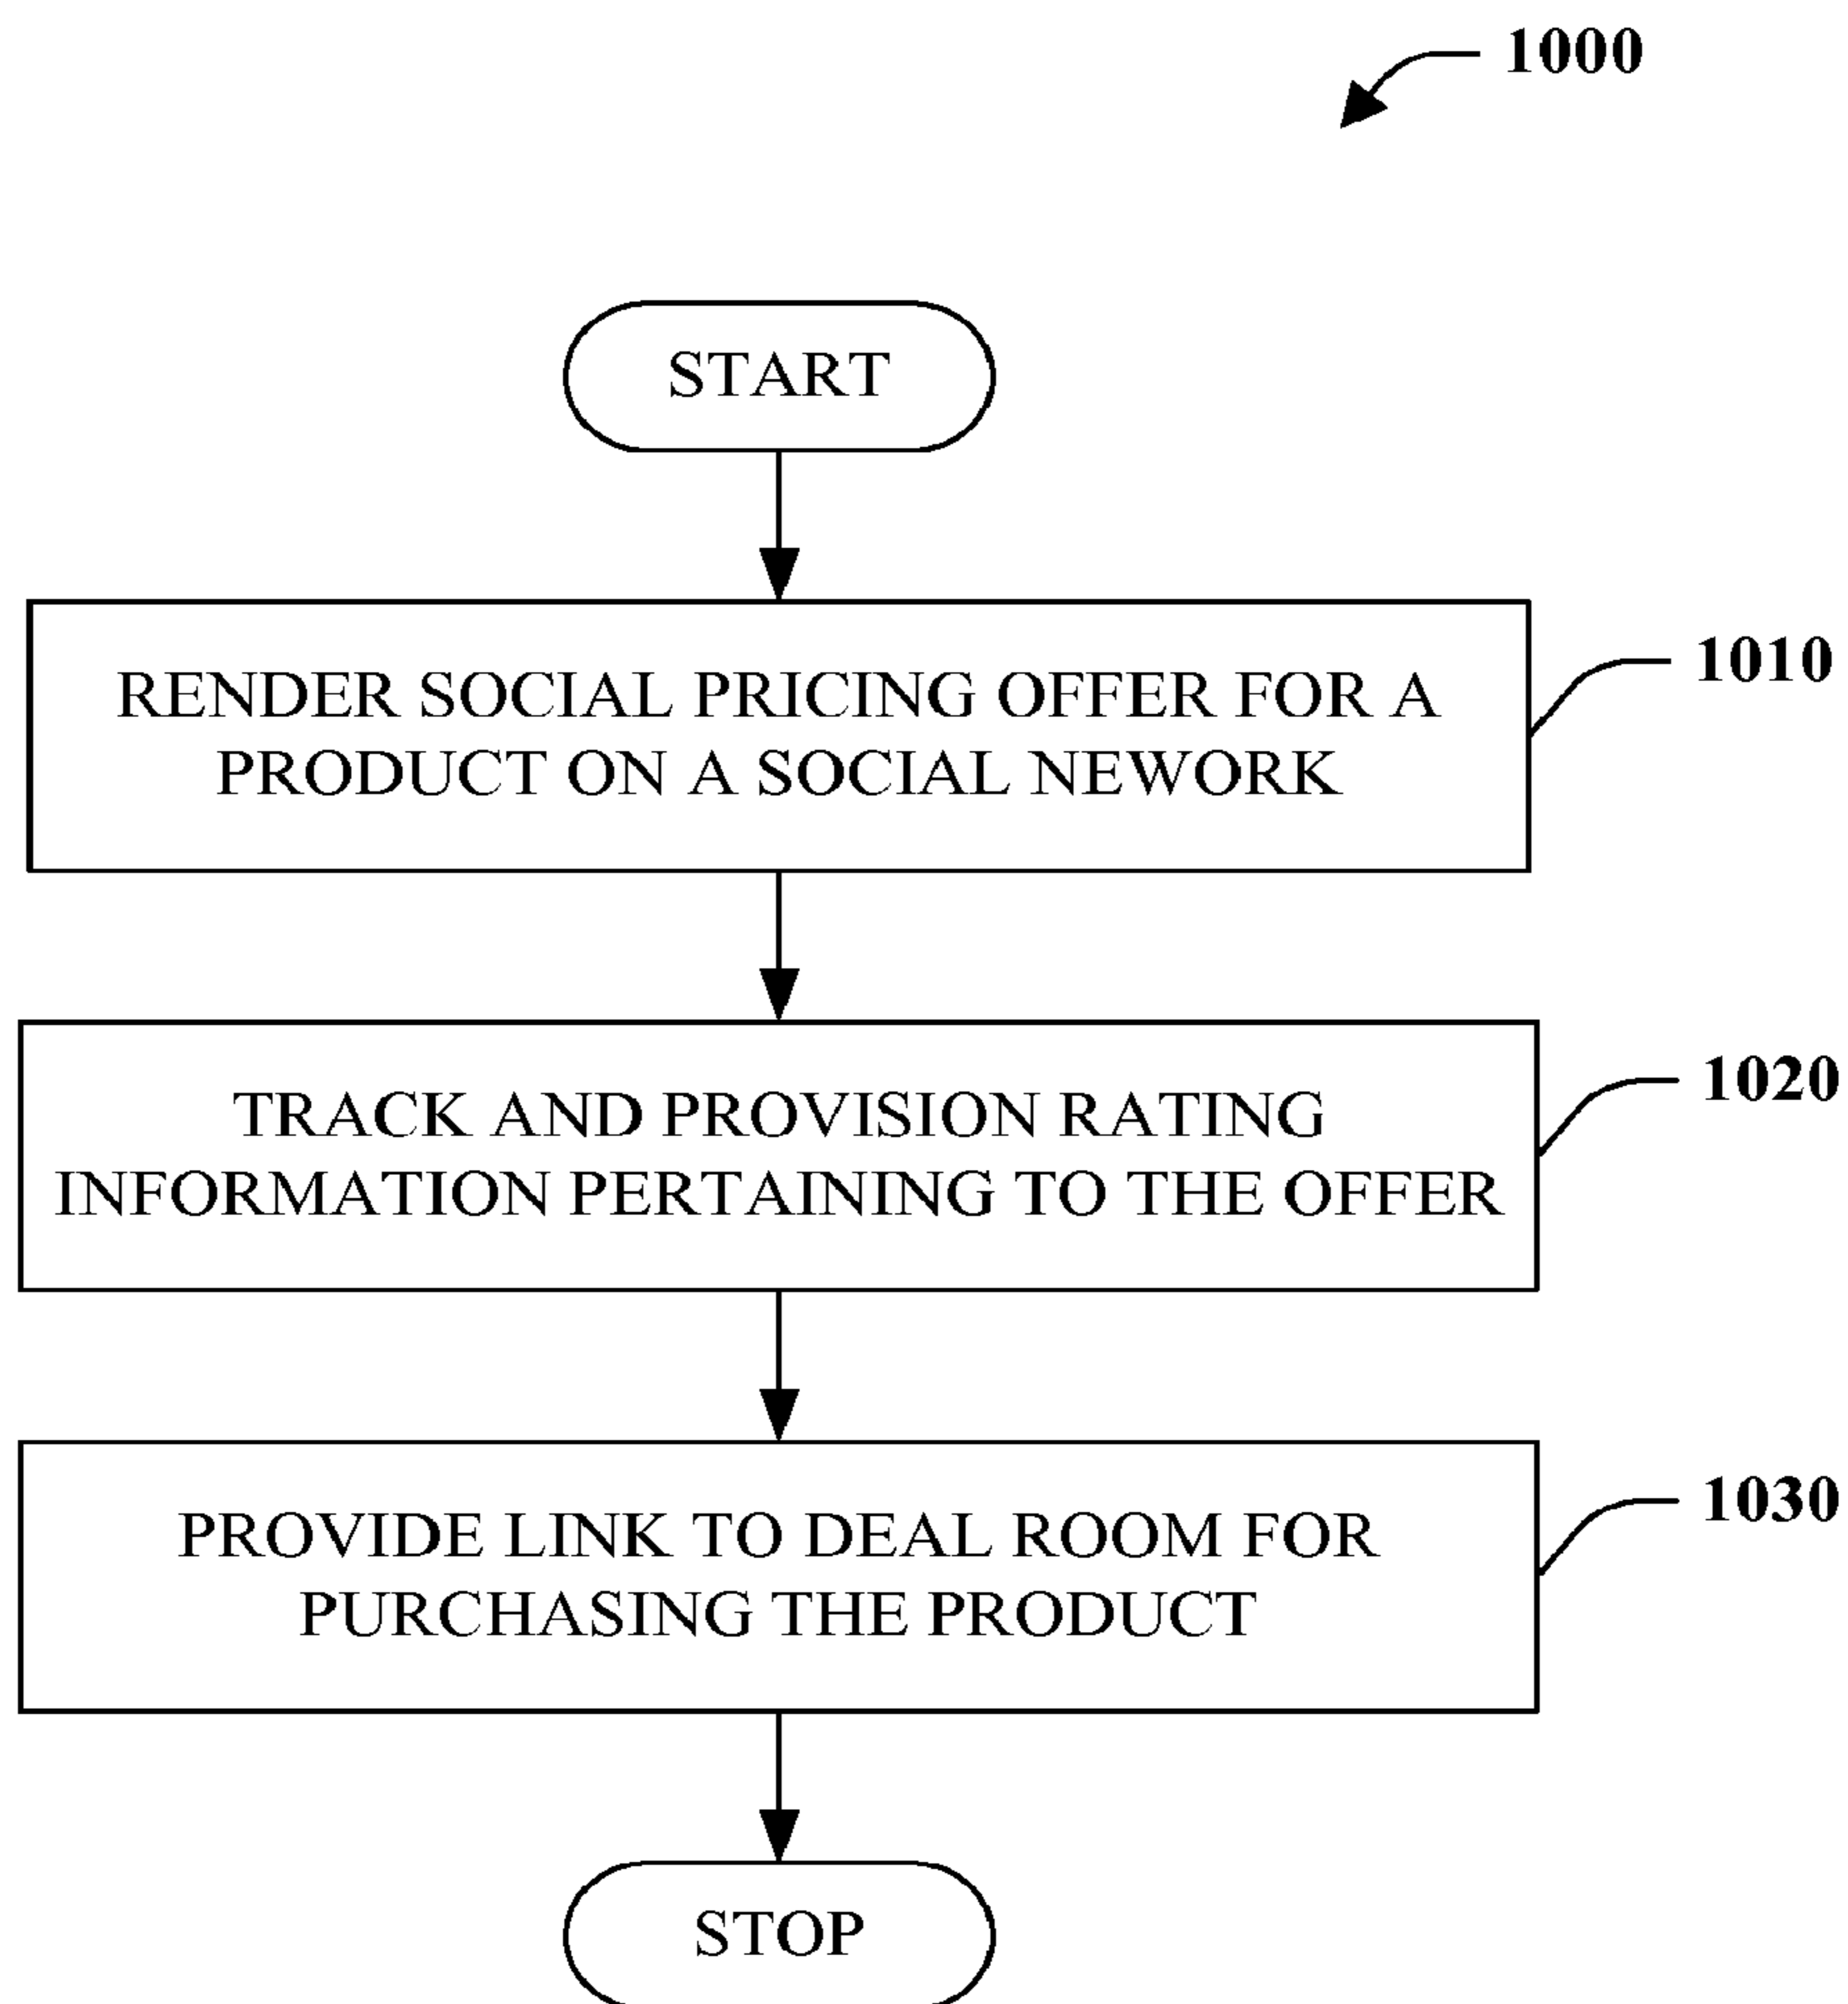 1000
START
RENDER SOCIAL PRICING OFFER FOR A
PRODUCT ON A SOCIAL NEWORK
1010
TRACK AND PROVISION RATING
INFORMATION PERTAINING TO THE OFFER
1020
PROVIDE LINK TO DEAL ROOM FOR
PURCHASING THE PRODUCT
1030
STOP